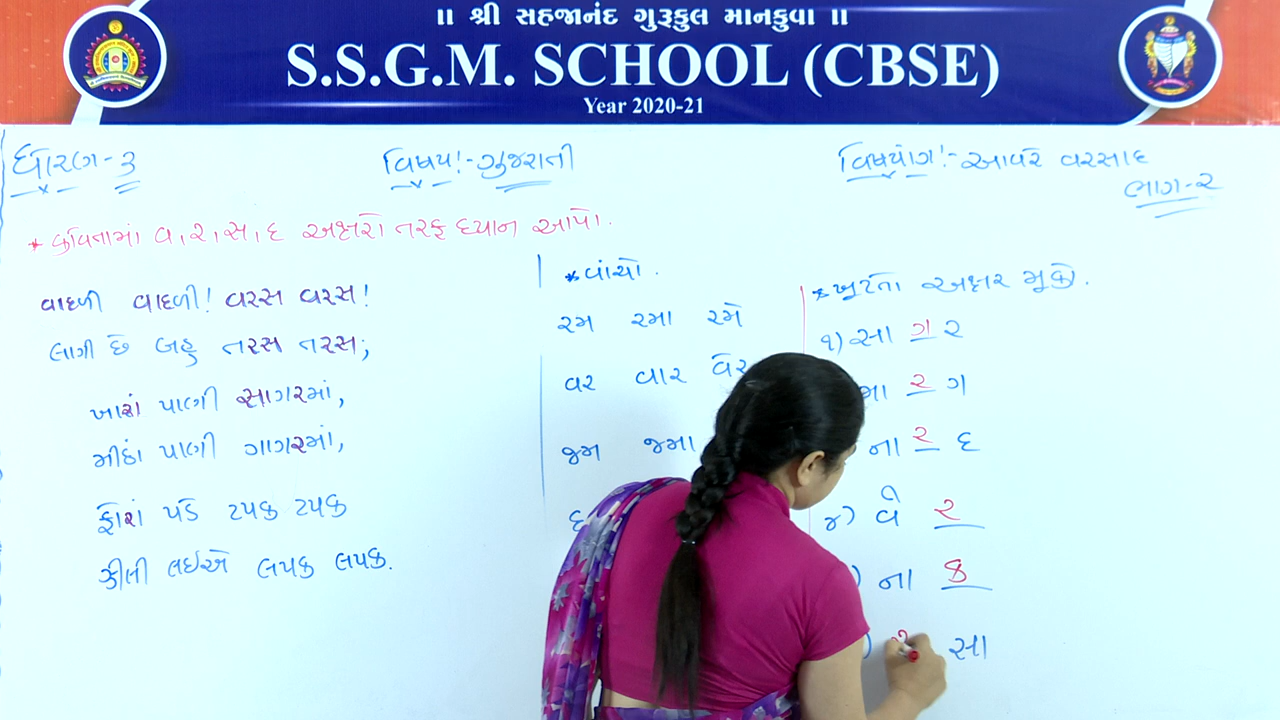 ॥ શ્રી સહજાનંદ ગુરૂકુલ માનકુવા ॥
S.S.G.M. SCHOOL (CBSE)
Year 2020-21
ધોરણ-૩
વિષય:- ગુજરાતી
વિષયાંગ:- આવરે વરસાદ
ભાગ-૨
* કવિતામાં વ,ર,સ,દ અક્ષરો તરફ ધ્યાન આપો.
વાદળી વાદળી! વરસ વરસ!
લાગી છે બહુ તરસ તરસ;
ખારાં પાણી સાગરમાં,
મીઠાં પાણી ગાગરમાં,
ફોરાં પડે ટપક ટપક
ઝીલી લઈએ લપક લપક.
* વાંચો.
રમ રમા રમે
વર વાર વેર
જમ જમા
દ
* ખુટતા અક્ષર મૂકો.
૧) સા ગ ર
મા ર ગ
ના ર દ
૪) વે ર
) ના ક
) સા